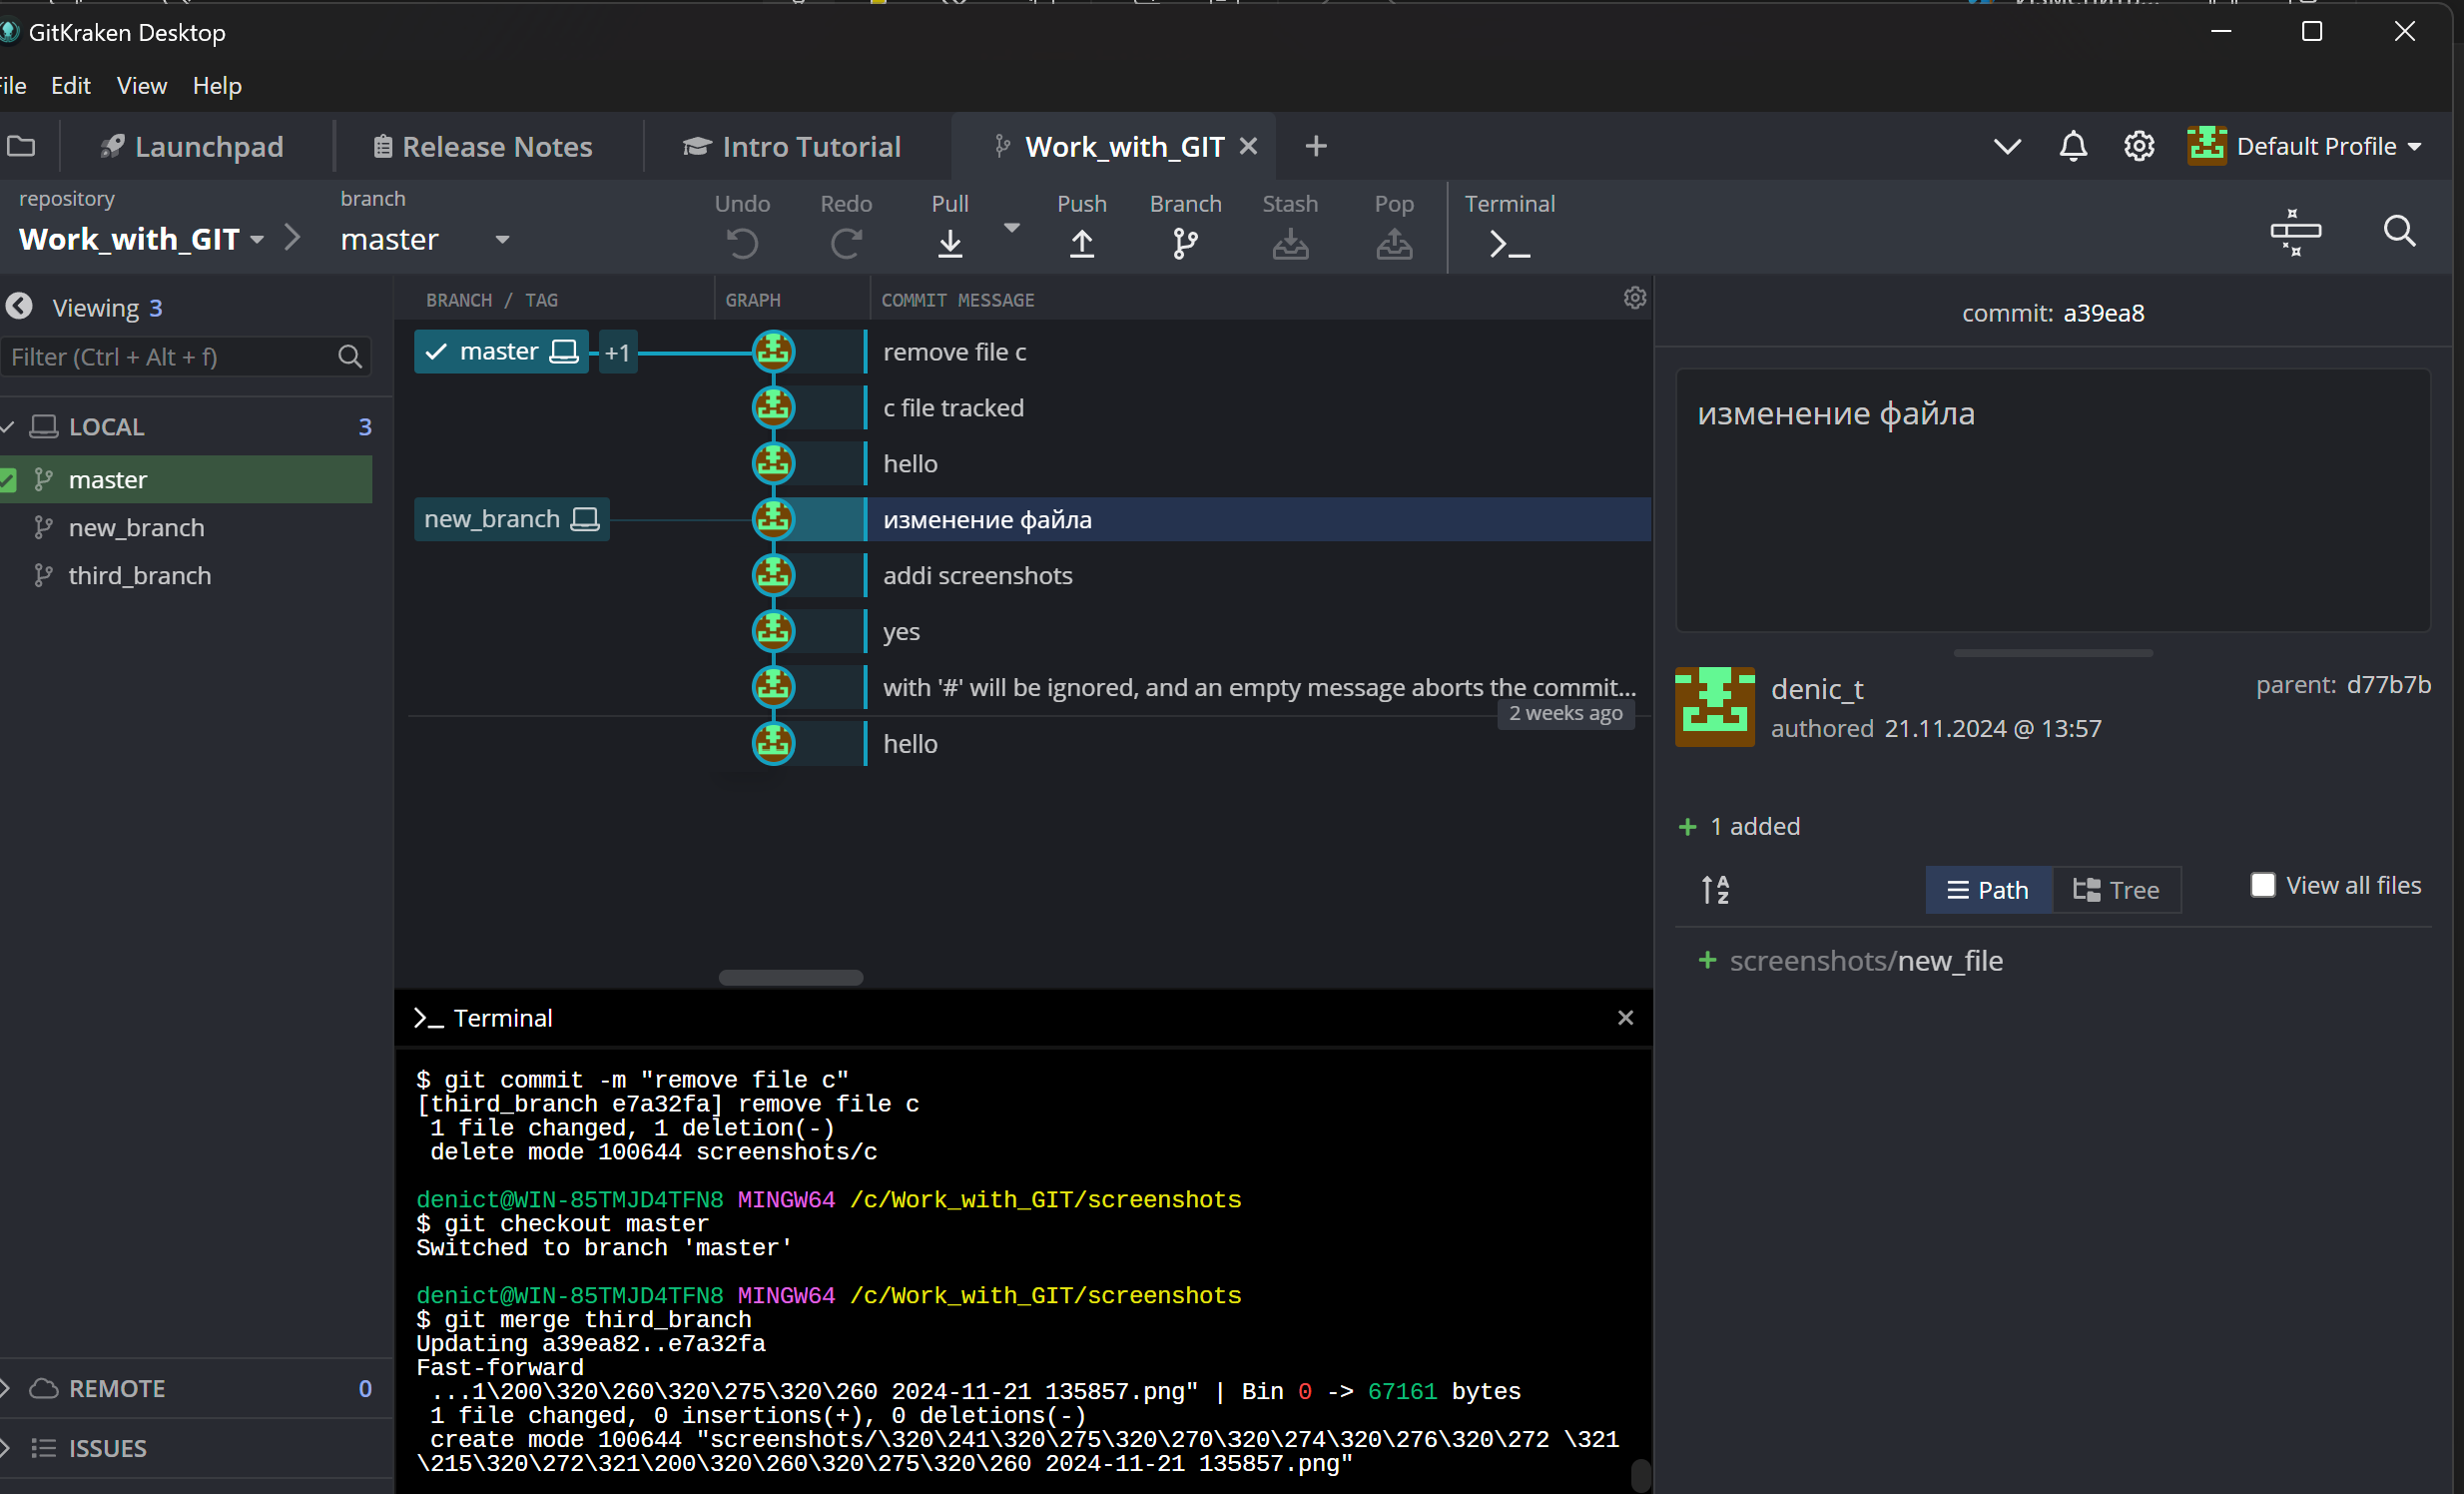 GitKraken Desktop
File Edit View Help
Launchpad Release Notes Intro Tutorial Work_with_GIT Default Profile
repository branch
Work_with_GIT master
Undo Redo Pull Push Branch Stash Pop Terminal
Viewing 3
Filter (Ctrl + Alt + f)
LOCAL 3
master
new_branch
third_branch
REMOTE 0
ISSUES
BRANCH / TAG GRAPH COMMIT MESSAGE
master +1 remove file c
c file tracked
hello
new_branch изменение файла
addi screenshots
yes
with '#' will be ignored, and an empty message aborts the commit...
2 weeks ago
hello
Terminal
$ git commit -m "remove file c"
[third_branch e7a32fa] remove file c
1 file changed, 1 deletion(-)
delete mode 100644 screenshots/c
denict@WIN-85TMJD4TFN8 MINGW64 /c/Work_with_GIT/screenshots
$ git checkout master
Switched to branch 'master'
denict@WIN-85TMJD4TFN8 MINGW64 /c/Work_with_GIT/screenshots
$ git merge third_branch
Updating a39ea82..e7a32fa
Fast-forward
...1\200\320\260\320\275\320\260 2024-11-21 135857.png" | Bin 0 -> 67161 bytes
1 file changed, 0 insertions(+), 0 deletions(-)
create mode 100644 "screenshots/\320\241\320\275\320\270\320\274\320\276\320\272 \321
\215\320\272\321\200\320\260\320\275\320\260 2024-11-21 135857.png"
commit: a39ea8
изменение файла
denic_t
parent: d77b7b
authored 21.11.2024 @ 13:57
+ 1 added
Path Tree View all files
+ screenshots/new_file